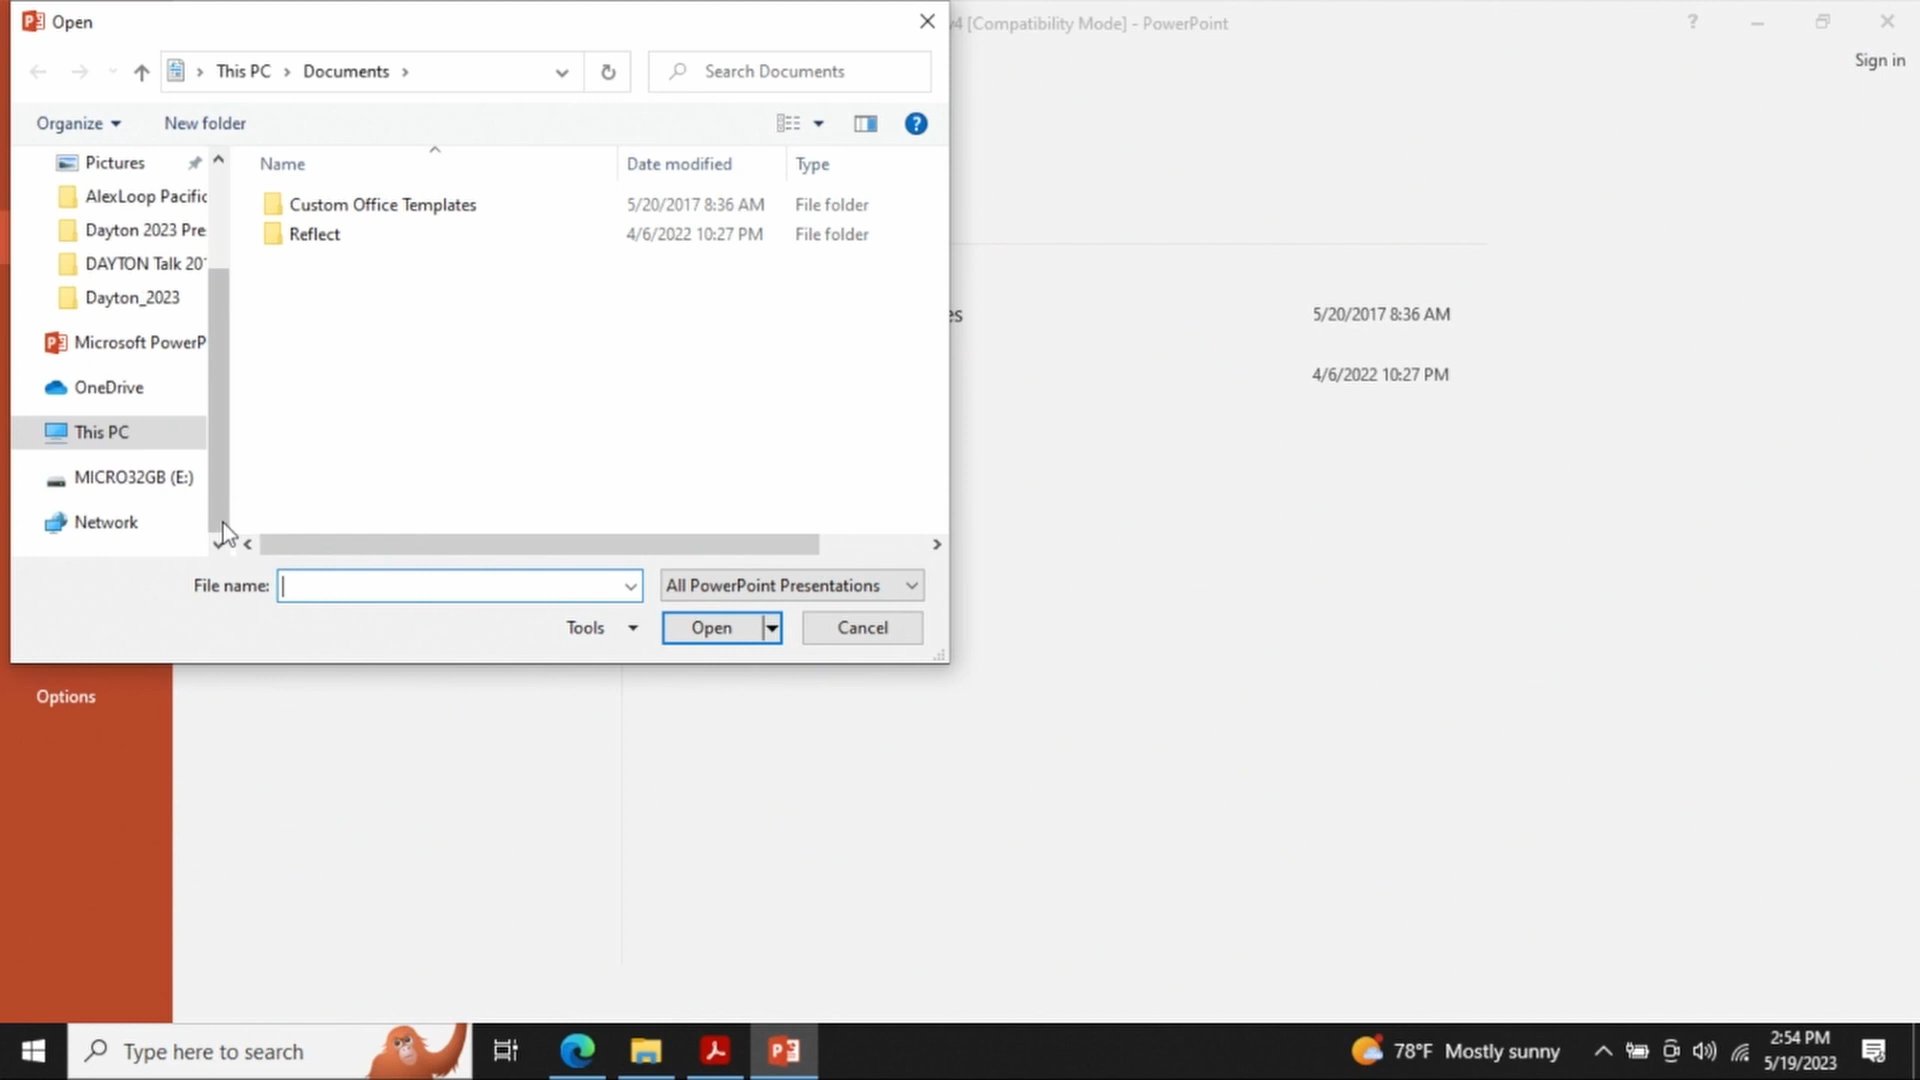 Open
v4 [Compatibility Mode] - PowerPoint
?
Sign in
This PC
Documents
Search Documents
Organize
New folder
Name
Date modified
Type
Pictures
AlexLoop Pacific
Dayton 2023 Pre
DAYTON Talk 20
Dayton_2023
Microsoft PowerP
OneDrive
This PC
MICRO32GB (E:)
Network
Custom Office Templates
5/20/2017 8:36 AM
File folder
Reflect
4/6/2022 10:27 PM
File folder
es
5/20/2017 8:36 AM
4/6/2022 10:27 PM
File name:
All PowerPoint Presentations
Tools
Open
Cancel
Options
Type here to search
78°F Mostly sunny
2:54 PM
5/19/2023